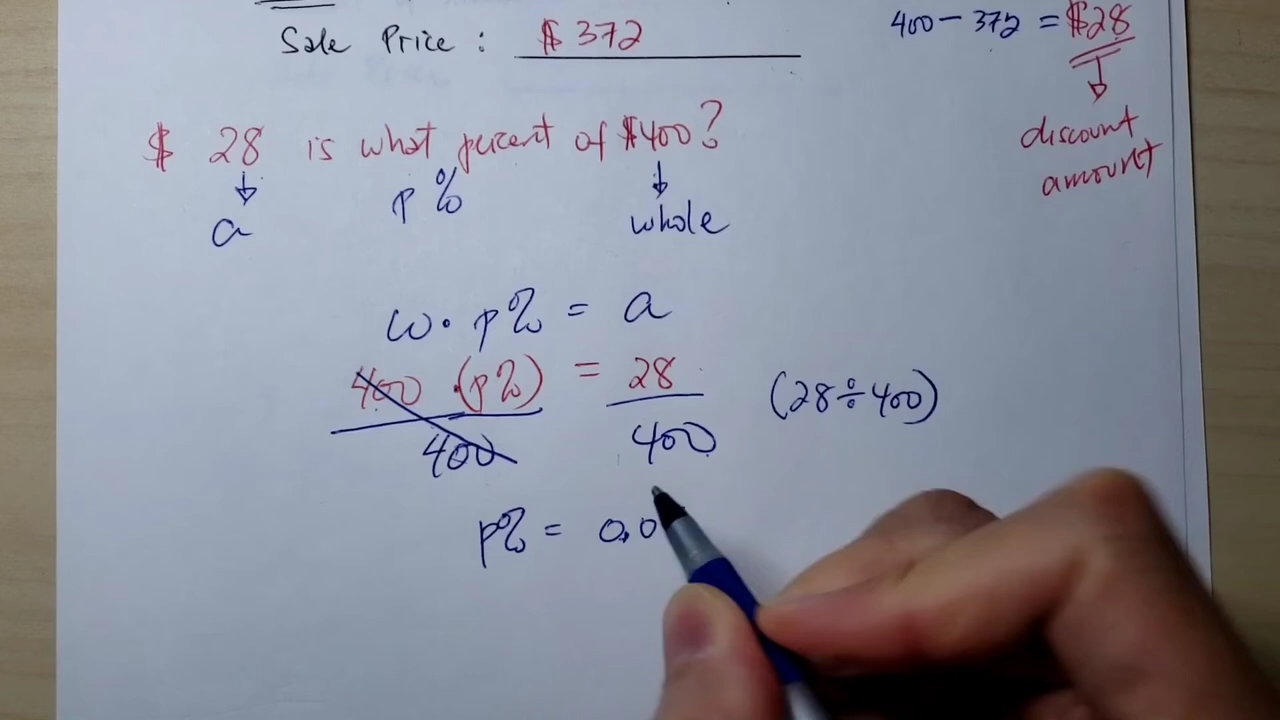 Sale Price : $ 372
400 - 372 = $28
discount
amount
$ 28 is what percent of $400?
a p % whole
w · p% = a
400 · (p%) = 28 (28÷400)
400 400
p% = 0.0